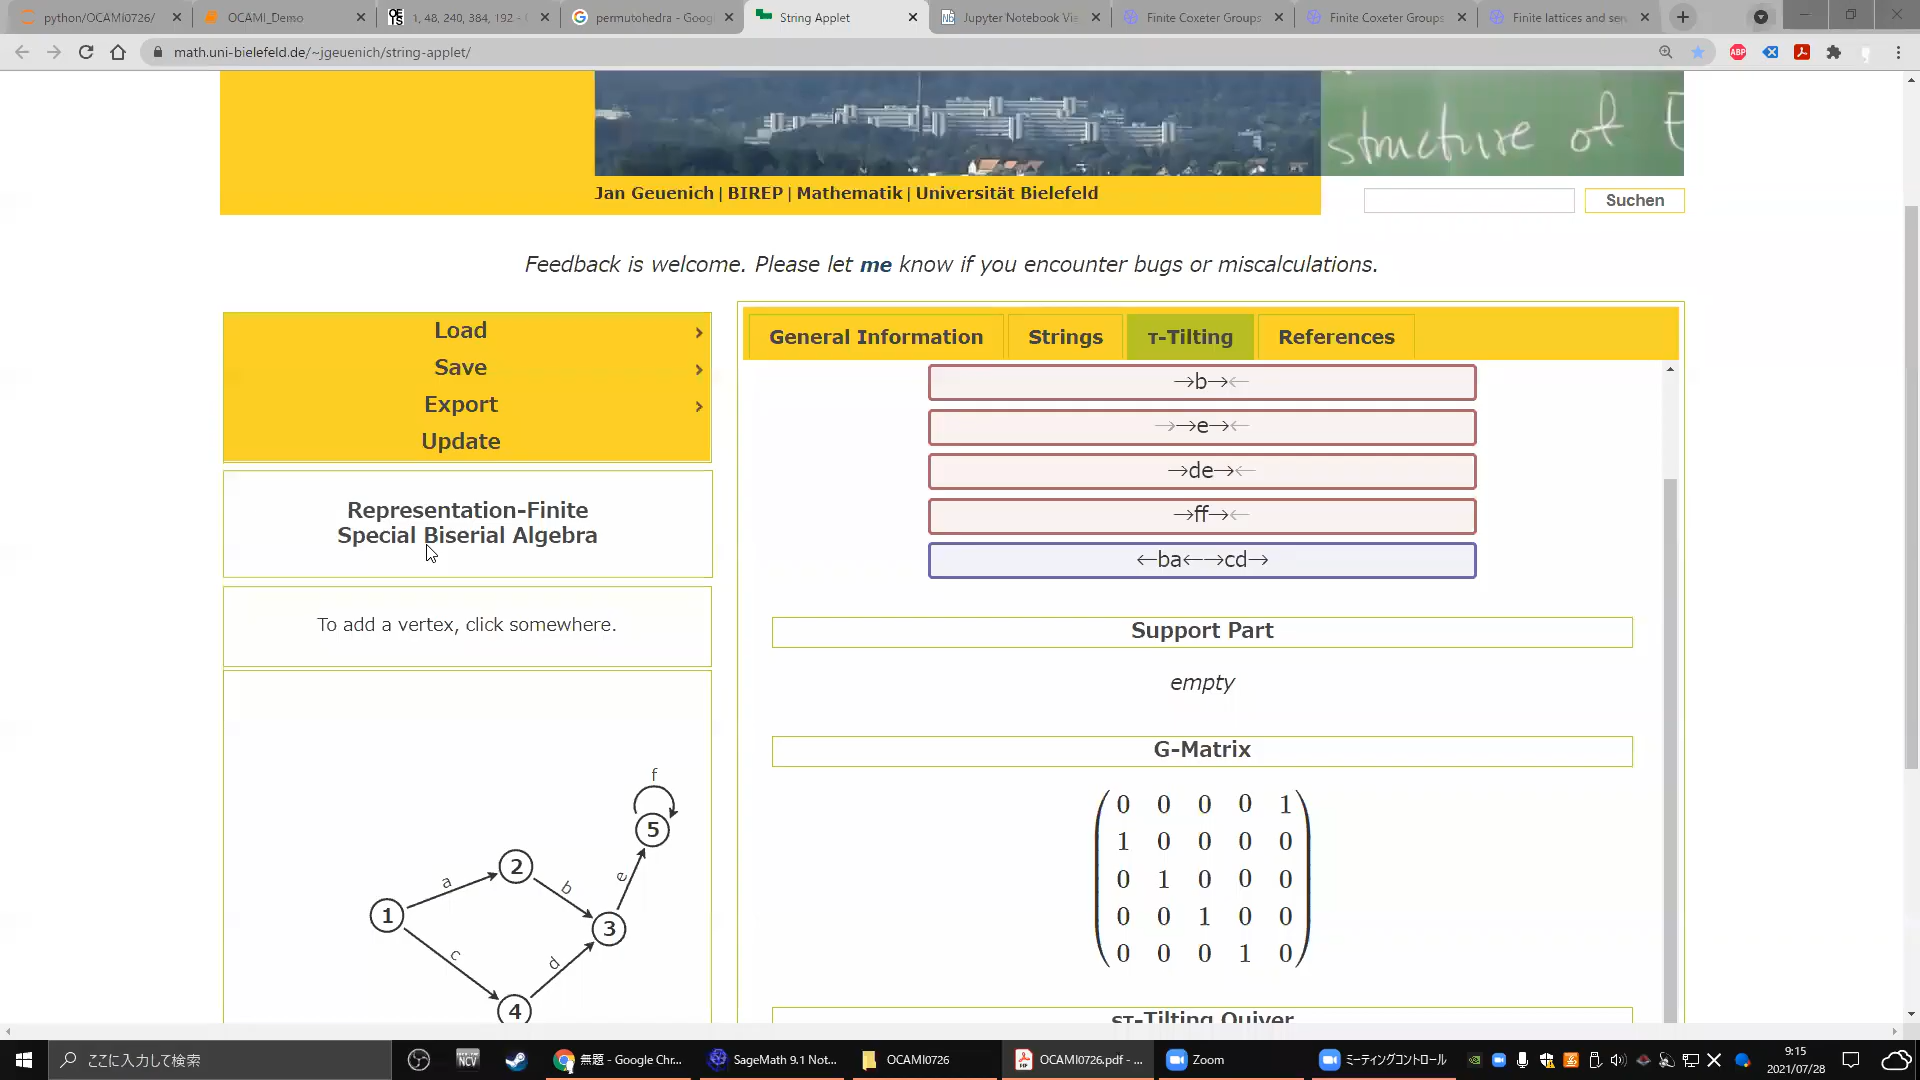 python/OCAMI0726/
OCAMI_Demo
1, 48, 240, 384, 192 -
permutohedra - Goog
String Applet
Jupyter Notebook Vie
Finite Coxeter Groups
Finite Coxeter Groups
Finite lattices and sem
math.uni-bielefeld.de/~jgeuenich/string-applet/
structure of
Jan Geuenich | BIREP | Mathematik | Universität Bielefeld
Suchen
Feedback is welcome. Please let me know if you encounter bugs or miscalculations.
Load ›
Save ›
Export ›
Update
General Information
Strings
τ-Tilting
References
→b→←
→→e→←
→de→←
→ff→←
←ba←→cd→
Representation-Finite
Special Biserial Algebra
To add a vertex, click somewhere.
Support Part
empty
G-Matrix
0 0 0 0 1
1 0 0 0 0
0 1 0 0 0
0 0 1 0 0
0 0 0 1 0
sτ-Tilting Quiver
f
5
a
2
b
e
1
3
c
d
4
ここに入力して検索
無題 - Google Chr...
SageMath 9.1 Not...
OCAMI0726
OCAMI0726.pdf - ...
Zoom
ミーティングコントロール
9:15
2021/07/28